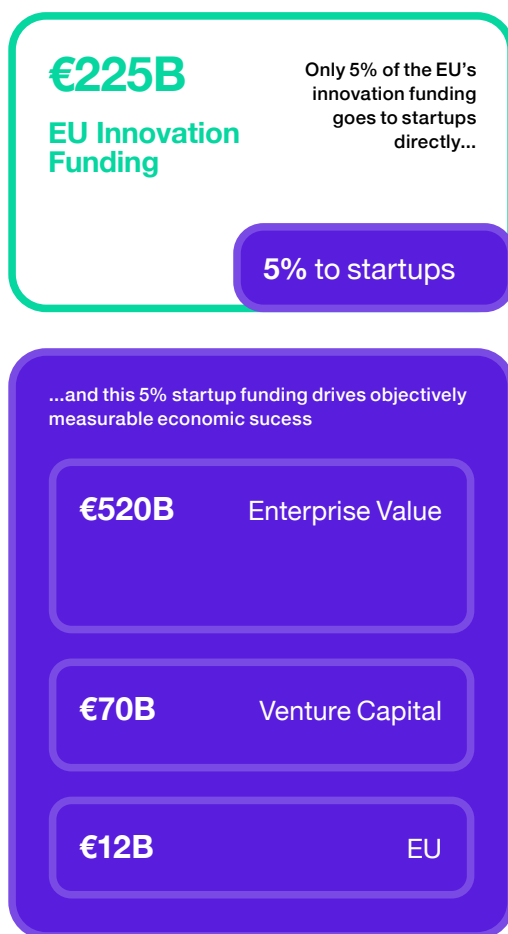 €225B
EU Innovation
Funding
Only 5% of the EU’s
innovation funding
goes to startups
directly...
5% to startups
...and this 5% startup funding drives objectively
measurable economic sucess
€520B Enterprise Value
€70B Venture Capital
€12B EU